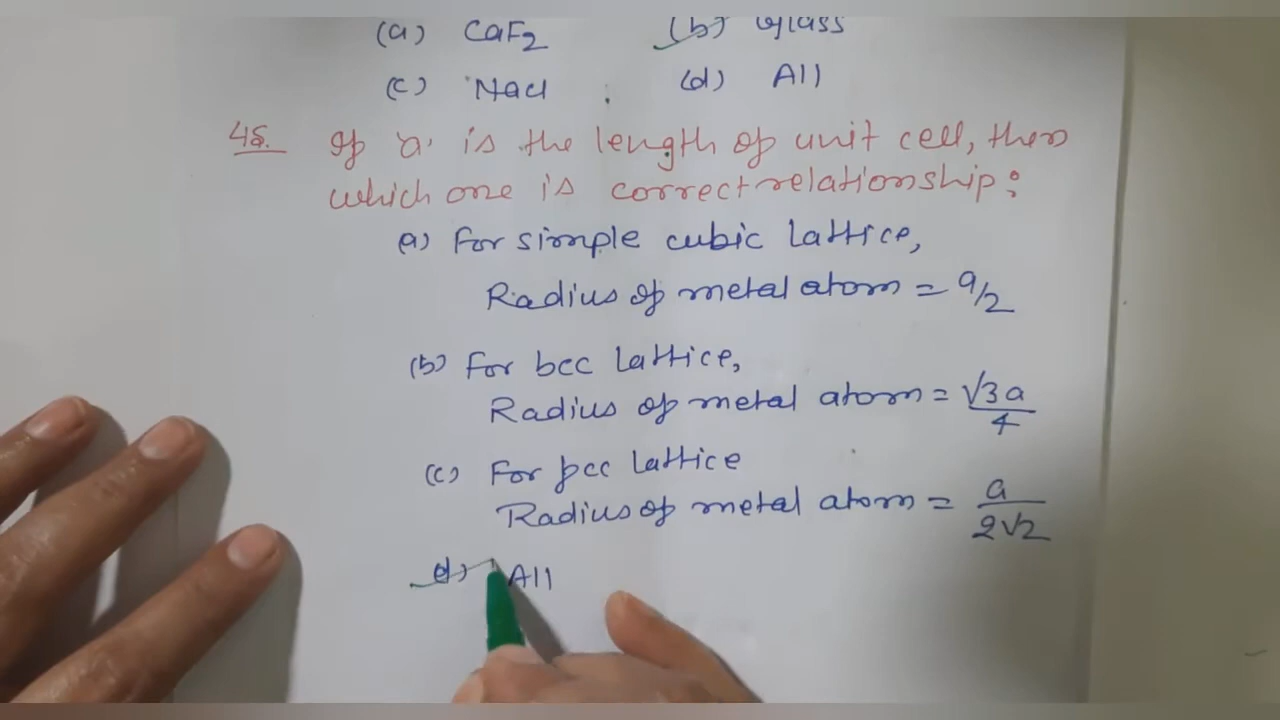 (a) CaF2 (b) Glass
(c) Nacl (d) All
45. If 'a' is the length of unit cell, then
which one is correct relationship:
(a) For simple cubic lattice,
Radius of metal atom = a/2
(b) For bcc lattice,
Radius of metal atom = √3a/4
(c) For fcc lattice
Radius of metal atom = a/2√2
(d) All